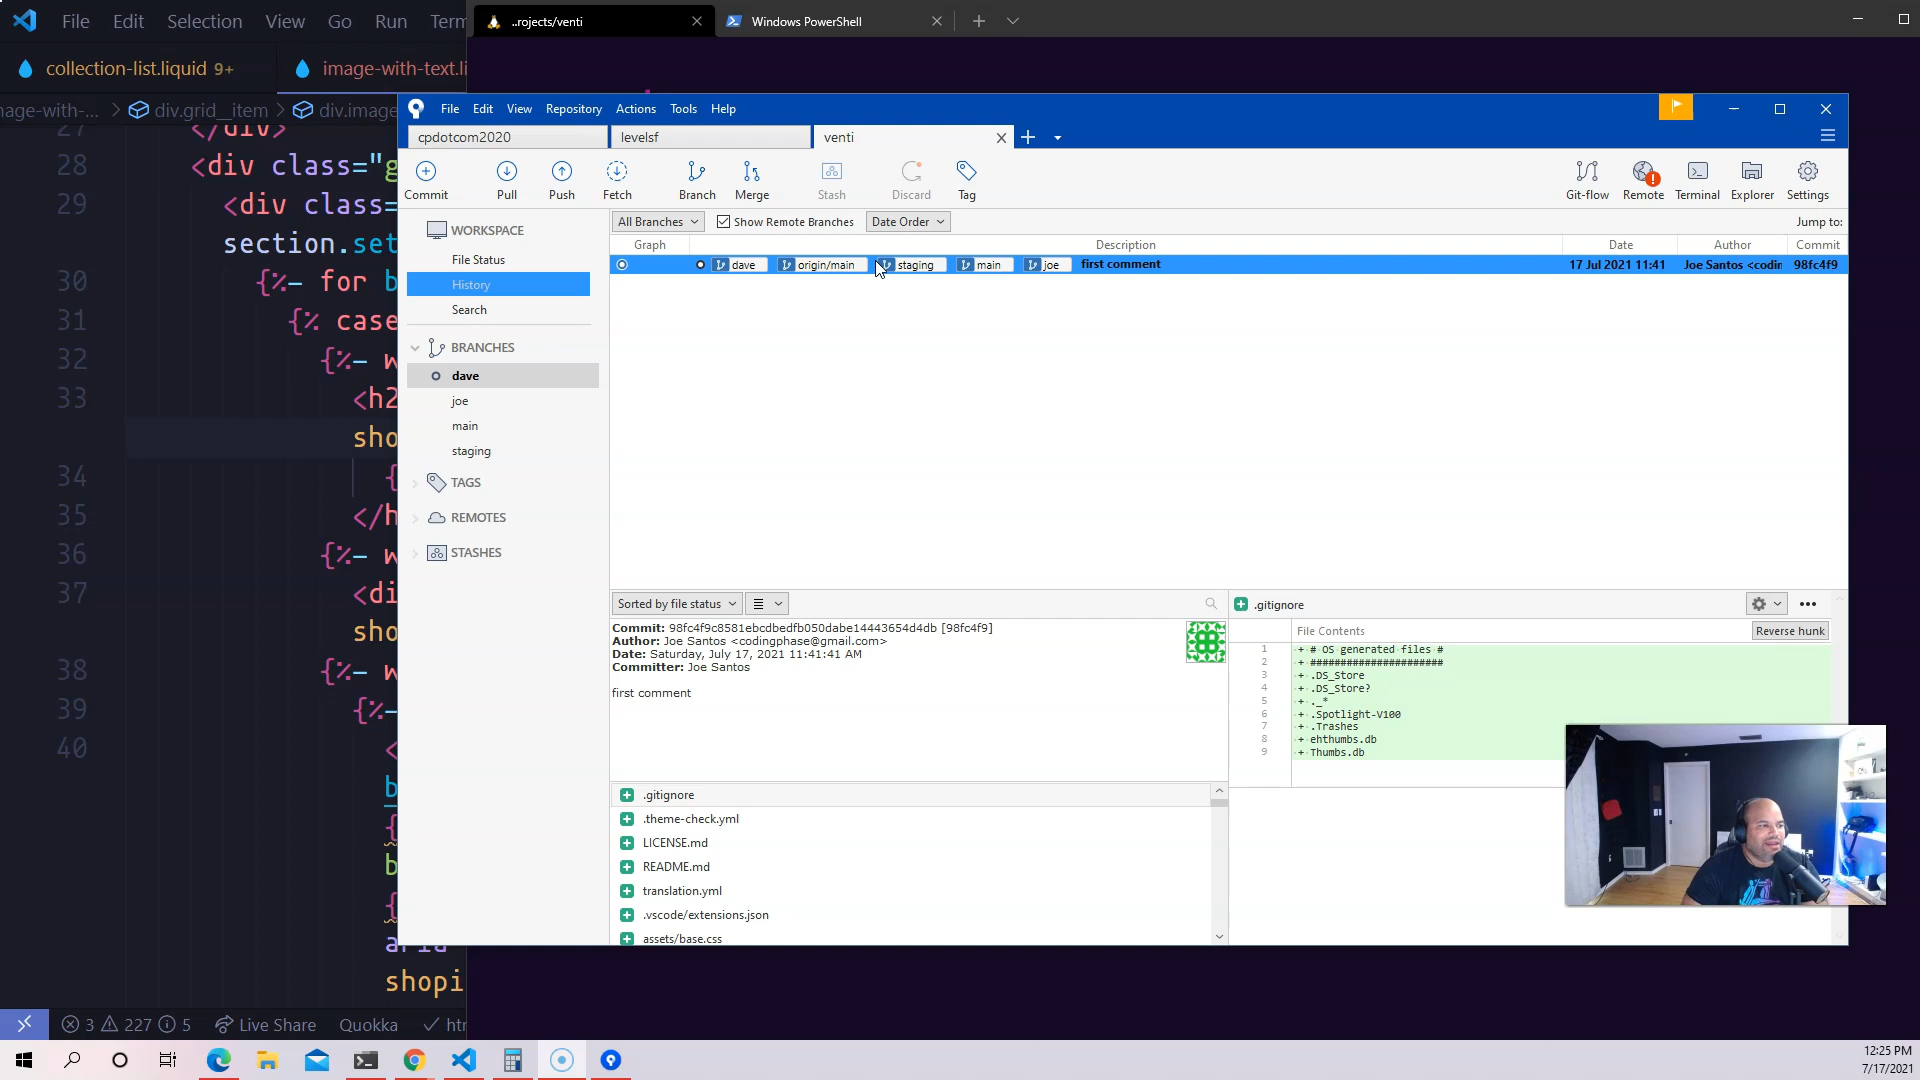 File Edit Selection View Go Run Term
..rojects/venti
Windows PowerShell
collection-list.liquid 9+
image-with-text.li
nage-with-... > div.grid__item > div.image
File Edit View Repository Actions Tools Help
cpdotcom2020
levelsf
venti
Commit
Pull
Push
Fetch
Branch
Merge
Stash
Discard
Tag
Git-flow
Remote
Terminal
Explorer
Settings
WORKSPACE
File Status
History
Search
BRANCHES
dave
joe
main
staging
TAGS
REMOTES
STASHES
All Branches
Show Remote Branches
Date Order
Jump to:
Graph
Description
Date
Author
Commit
dave
origin/main
staging
main
joe
first comment
17 Jul 2021 11:41
Joe Santos <codin
98fc4f9
27 </div>
28 <div class="g
29 <div class=
section.set
30 {%- for b
31 {% case
32 {%- w
33 <h2
sho
34 {
35 </h
36 {%- w
37 <di
sho
38 {%- w
39 {%-
40 <
b
{
b
{
aria
shopi
Sorted by file status
Commit: 98fc4f9c8581ebcdbedfb050dabe14443654d4db [98fc4f9]
Author: Joe Santos <codingphase@gmail.com>
Date: Saturday, July 17, 2021 11:41:41 AM
Committer: Joe Santos
first comment
.gitignore
.theme-check.yml
LICENSE.md
README.md
translation.yml
.vscode/extensions.json
assets/base.css
.gitignore
File Contents
Reverse hunk
1 + # OS generated files #
2 + ######################
3 + .DS_Store
4 + .DS_Store?
5 + ._*
6 + .Spotlight-V100
7 + .Trashes
8 + ehthumbs.db
9 + Thumbs.db
3 227 5 Live Share Quokka htr
12:25 PM
7/17/2021